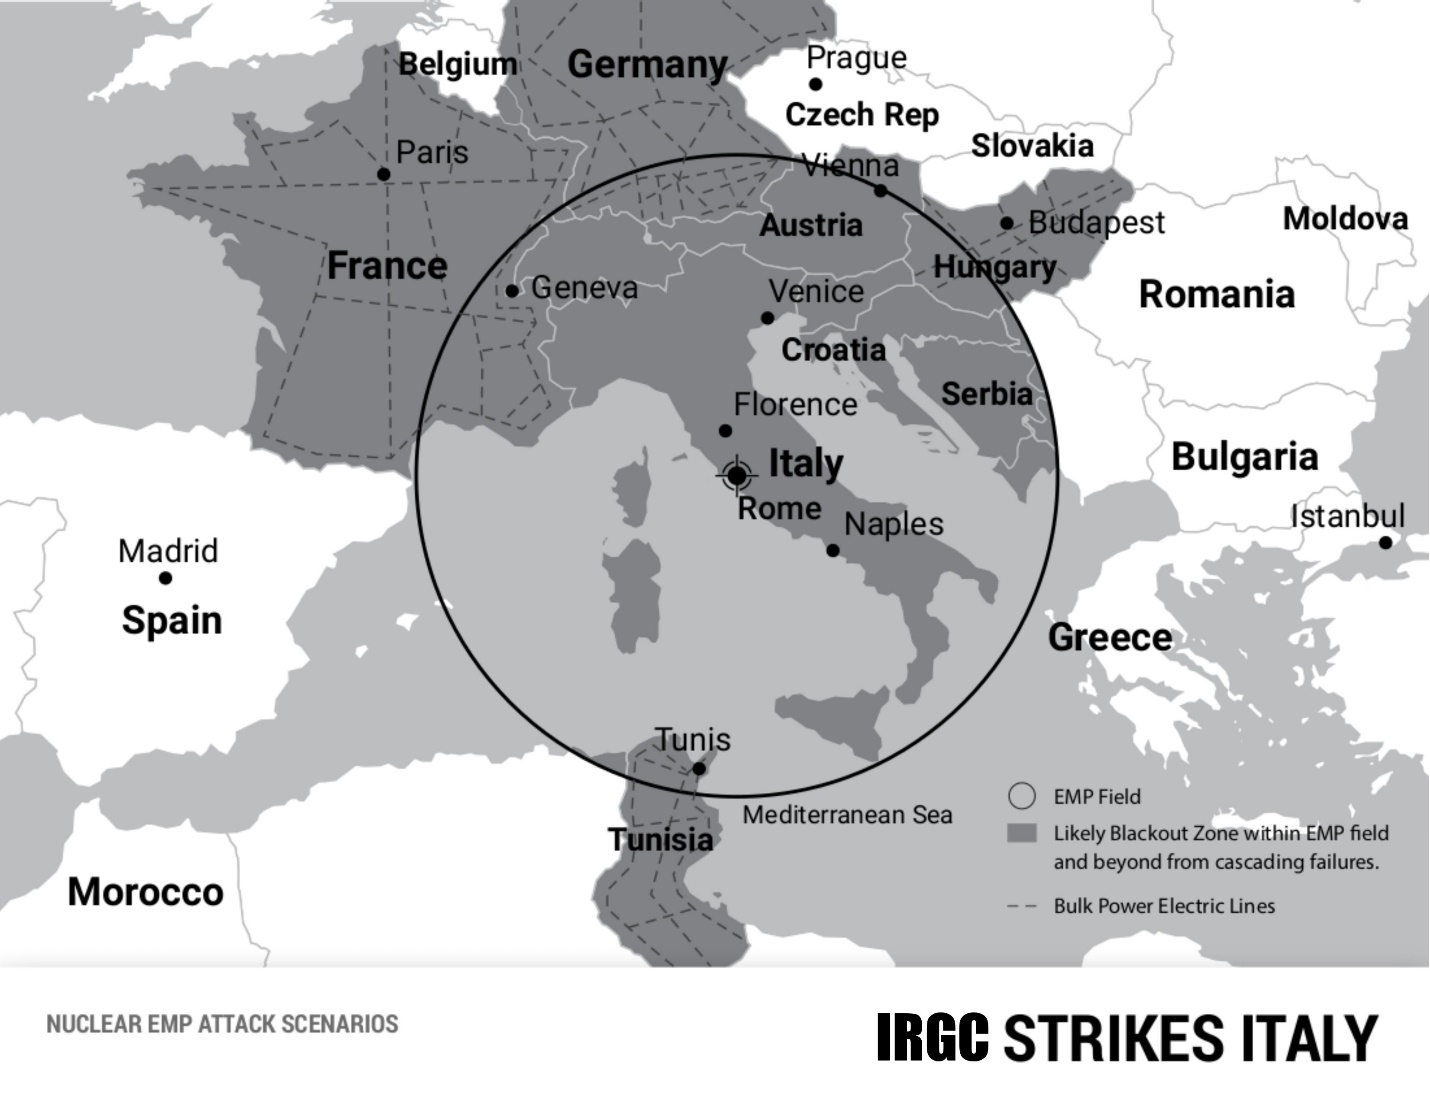 Belgium
Germany
Prague
Czech Rep
Slovakia
Paris
Vienna
Austria
Budapest
Moldova
France
Hungary
Geneva
Venice
Romania
Croatia
Serbia
Florence
Italy
Bulgaria
Rome
Naples
Istanbul
Madrid
Spain
Greece
Tunis
Mediterranean Sea
Tunisia
Morocco
EMP Field
Likely Blackout Zone within EMP field
and beyond from cascading failures.
Bulk Power Electric Lines
NUCLEAR EMP ATTACK SCENARIOS
IRGC STRIKES ITALY